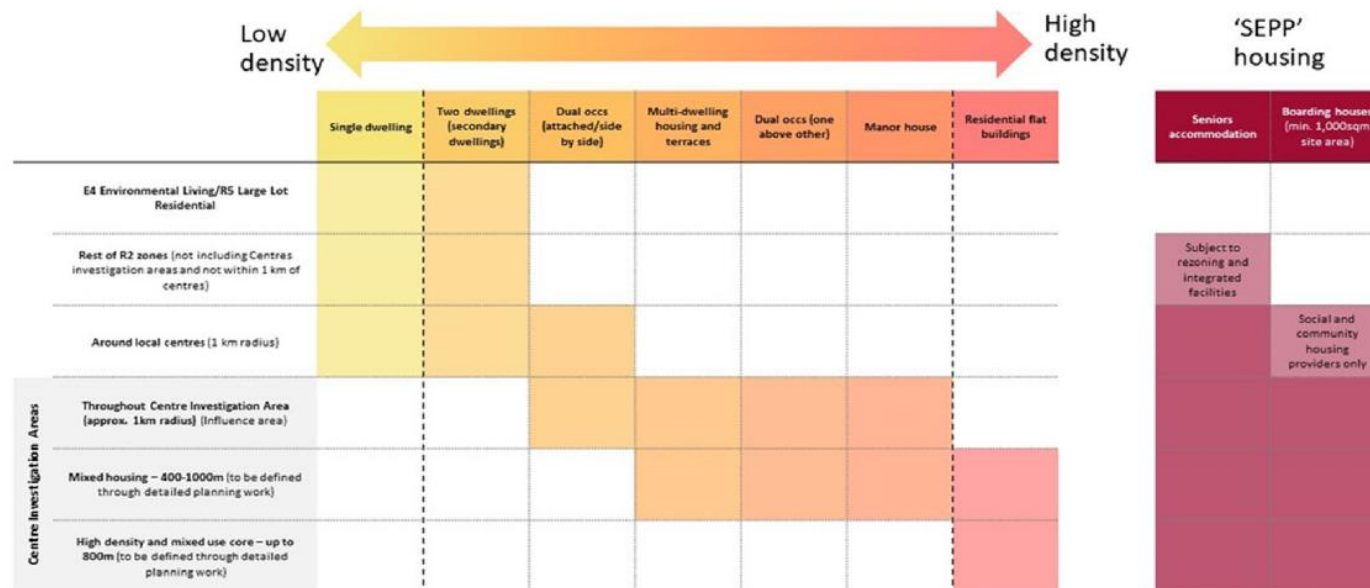 Low
density
High
density
‘SEPP’
housing
Single dwelling
Two dwellings
(secondary
dwellings)
Dual occs
(attached/side
by side)
Multi-dwelling
housing and
terraces
Dual occs (one
above other)
Manor house
Residential flat
buildings
Seniors
accommodation
Boarding houses
(min. 1,000sqm
site area)
E4 Environmental Living/R5 Large Lot
Residential
Rest of R2 zones (not including Centres
investigation areas and not within 1 km of
centres)
Subject to
rezoning and
integrated
facilities
Around local centres (1 km radius)
Social and
community
housing
providers only
Centre Investigation Areas
Throughout Centre Investigation Area
(approx. 1km radius) (Influence area)
Mixed housing – 400-1000m (to be defined
through detailed planning work)
High density and mixed use core – up to
800m (to be defined through detailed
planning work)